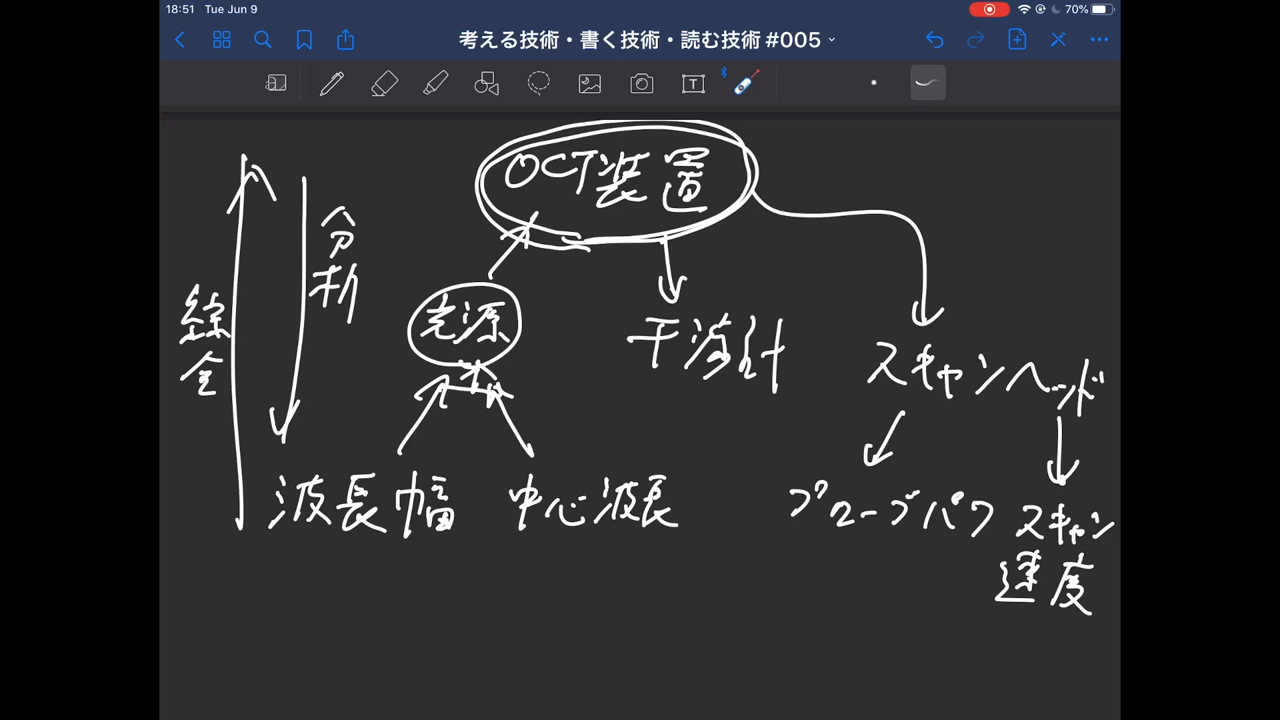 18:51 Tue Jun 9
70%
考える技術・書く技術・読む技術 #005
T
OCT装置
分析
綜合
光源
干渉計
スキャンヘッド
波長幅
中心波長
プローブパワ
スキャン
速度